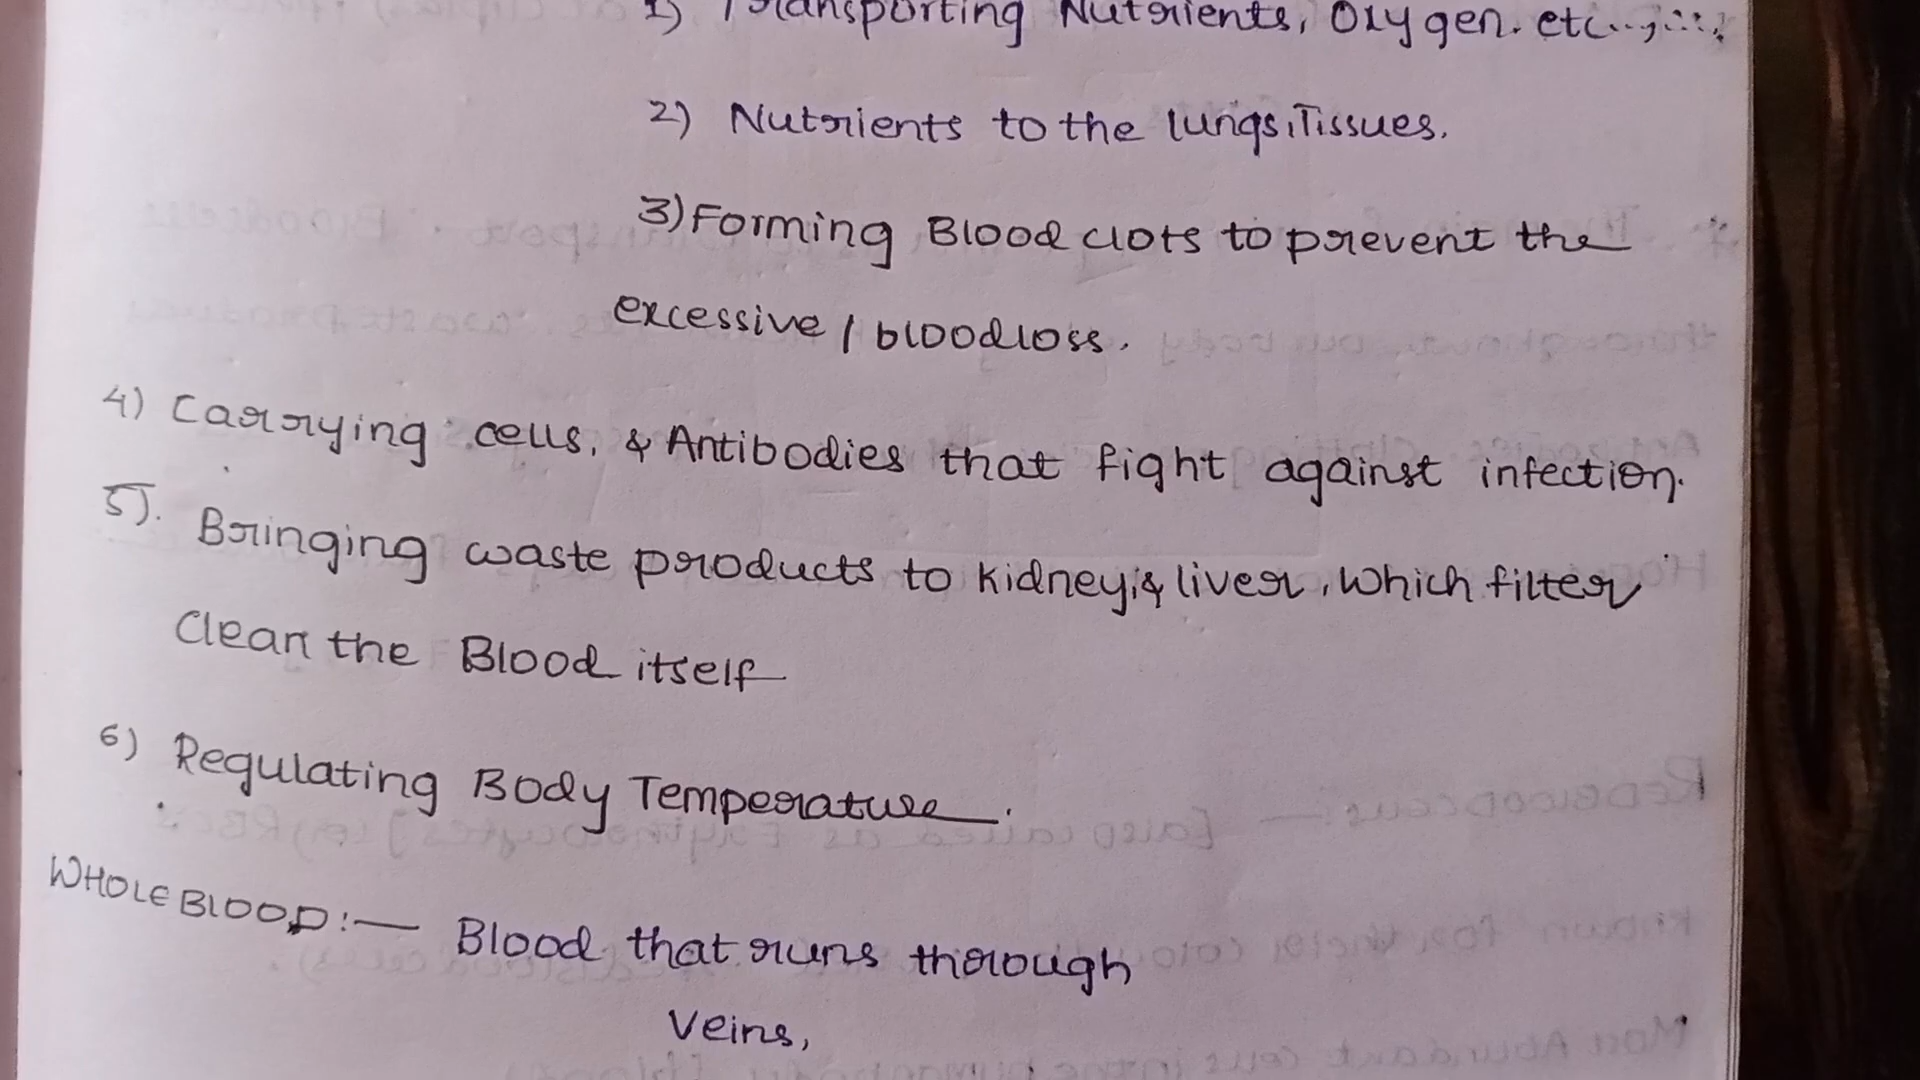 1) Transporting Nutrients, Oxygen. etc..,...
2) Nutrients to the lungs, Tissues.
3) Forming Blood clots to prevent the
excessive / bloodloss.
4) Carrying cells, & Antibodies that fight against infection.
5). Bringing waste products to kidney, & liver, Which filter
Clean the Blood itself
6) Regulating Body Temperature.
WHOLE BLOOD:— Blood that runs thorough
Veins,